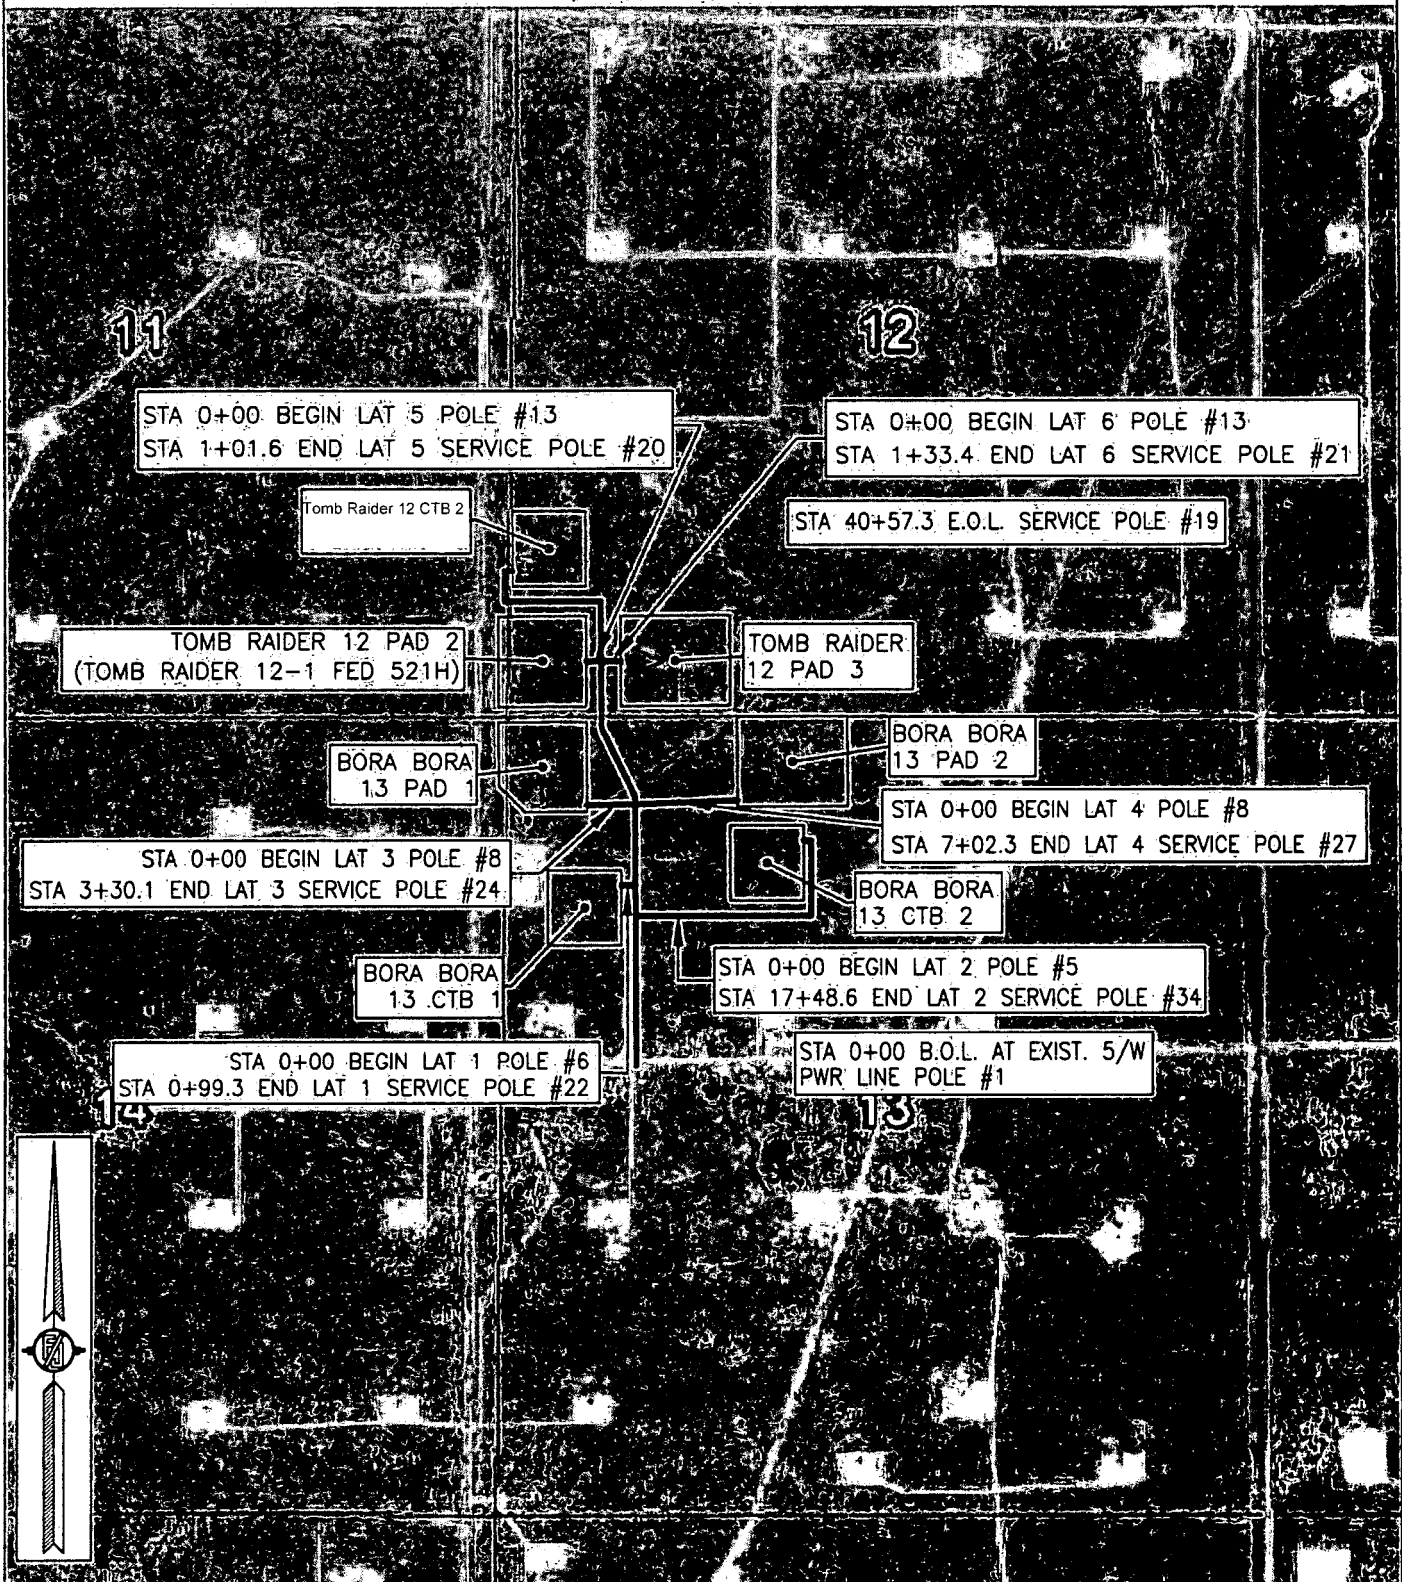 11
12
STA 0+00 BEGIN LAT 5 POLE #13
STA 1+01.6 END LAT 5 SERVICE POLE #20
STA 0+00 BEGIN LAT 6 POLE #13
STA 1+33.4 END LAT 6 SERVICE POLE #21
Tomb Raider 12 CTB 2
STA 40+57.3 E.O.L. SERVICE POLE #19
TOMB RAIDER 12 PAD 2
(TOMB RAIDER 12-1 FED 521H)
TOMB RAIDER
12 PAD 3
BORA BORA
13 PAD 1
BORA BORA
13 PAD 2
STA 0+00 BEGIN LAT 4 POLE #8
STA 7+02.3 END LAT 4 SERVICE POLE #27
STA 0+00 BEGIN LAT 3 POLE #8
STA 3+30.1 END LAT 3 SERVICE POLE #24
BORA BORA
13 CTB 2
BORA BORA
13 CTB 1
STA 0+00 BEGIN LAT 2 POLE #5
STA 17+48.6 END LAT 2 SERVICE POLE #34
STA 0+00 BEGIN LAT 1 POLE #6
STA 0+99.3 END LAT 1 SERVICE POLE #22
STA 0+00 B.O.L. AT EXIST. 5/W
PWR LINE POLE #1
14
13